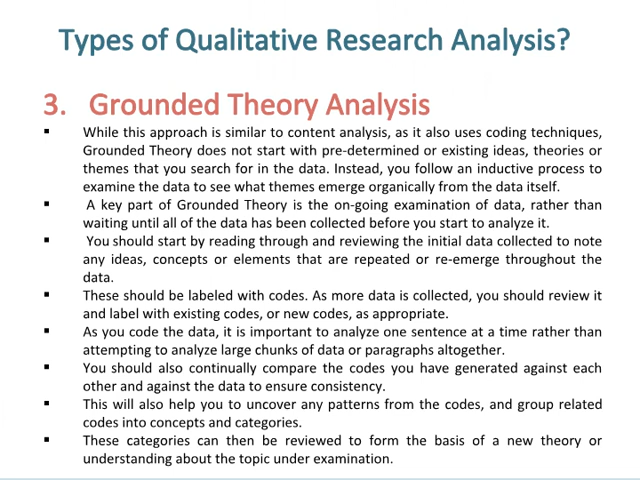 Types of Qualitative Research Analysis?
3. Grounded Theory Analysis
▪ While this approach is similar to content analysis, as it also uses coding techniques,
Grounded Theory does not start with pre-determined or existing ideas, theories or
themes that you search for in the data. Instead, you follow an inductive process to
examine the data to see what themes emerge organically from the data itself.
▪ A key part of Grounded Theory is the on-going examination of data, rather than
waiting until all of the data has been collected before you start to analyze it.
▪ You should start by reading through and reviewing the initial data collected to note
any ideas, concepts or elements that are repeated or re-emerge throughout the
data.
▪ These should be labeled with codes. As more data is collected, you should review it
and label with existing codes, or new codes, as appropriate.
▪ As you code the data, it is important to analyze one sentence at a time rather than
attempting to analyze large chunks of data or paragraphs altogether.
▪ You should also continually compare the codes you have generated against each
other and against the data to ensure consistency.
▪ This will also help you to uncover any patterns from the codes, and group related
codes into concepts and categories.
▪ These categories can then be reviewed to form the basis of a new theory or
understanding about the topic under examination.